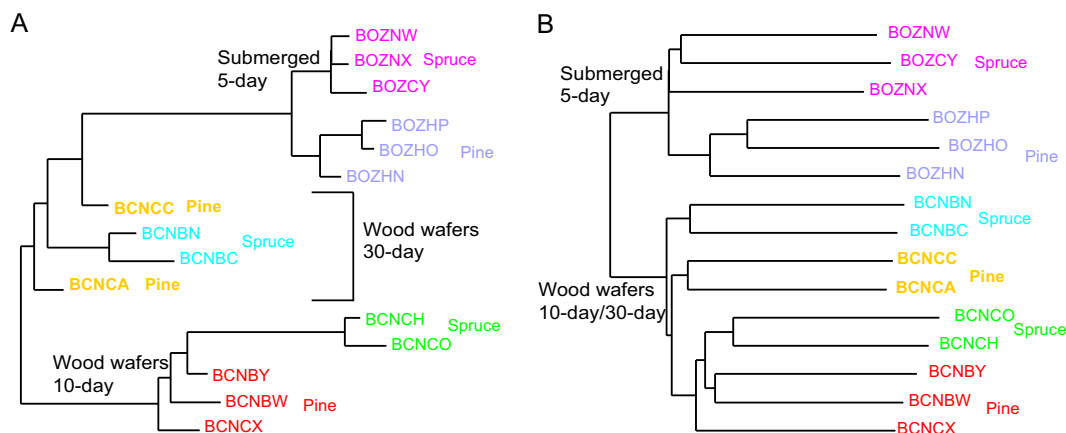 A
BOZNW
Submerged
5-day
BOZNX Spruce
BOZCY
BOZHP
BOZHO Pine
BOZHN
BCNCC Pine
BCNBN
Spruce
BCNBC
BCNCA Pine
Wood wafers
30-day
BCNCH
Spruce
BCNCO
Wood wafers
10-day
BCNBY
BCNBW
Pine
BCNCX
B
BOZNW
Submerged
5-day
BOZCY
Spruce
BOZNX
BOZHP
BOZHO
Pine
BOZHN
BCNBN
Spruce
BCNBC
BCNCC
Pine
BCNCA
Wood wafers
10-day/30-day
BCNCO
Spruce
BCNCH
BCNBY
BCNBW
Pine
BCNCX